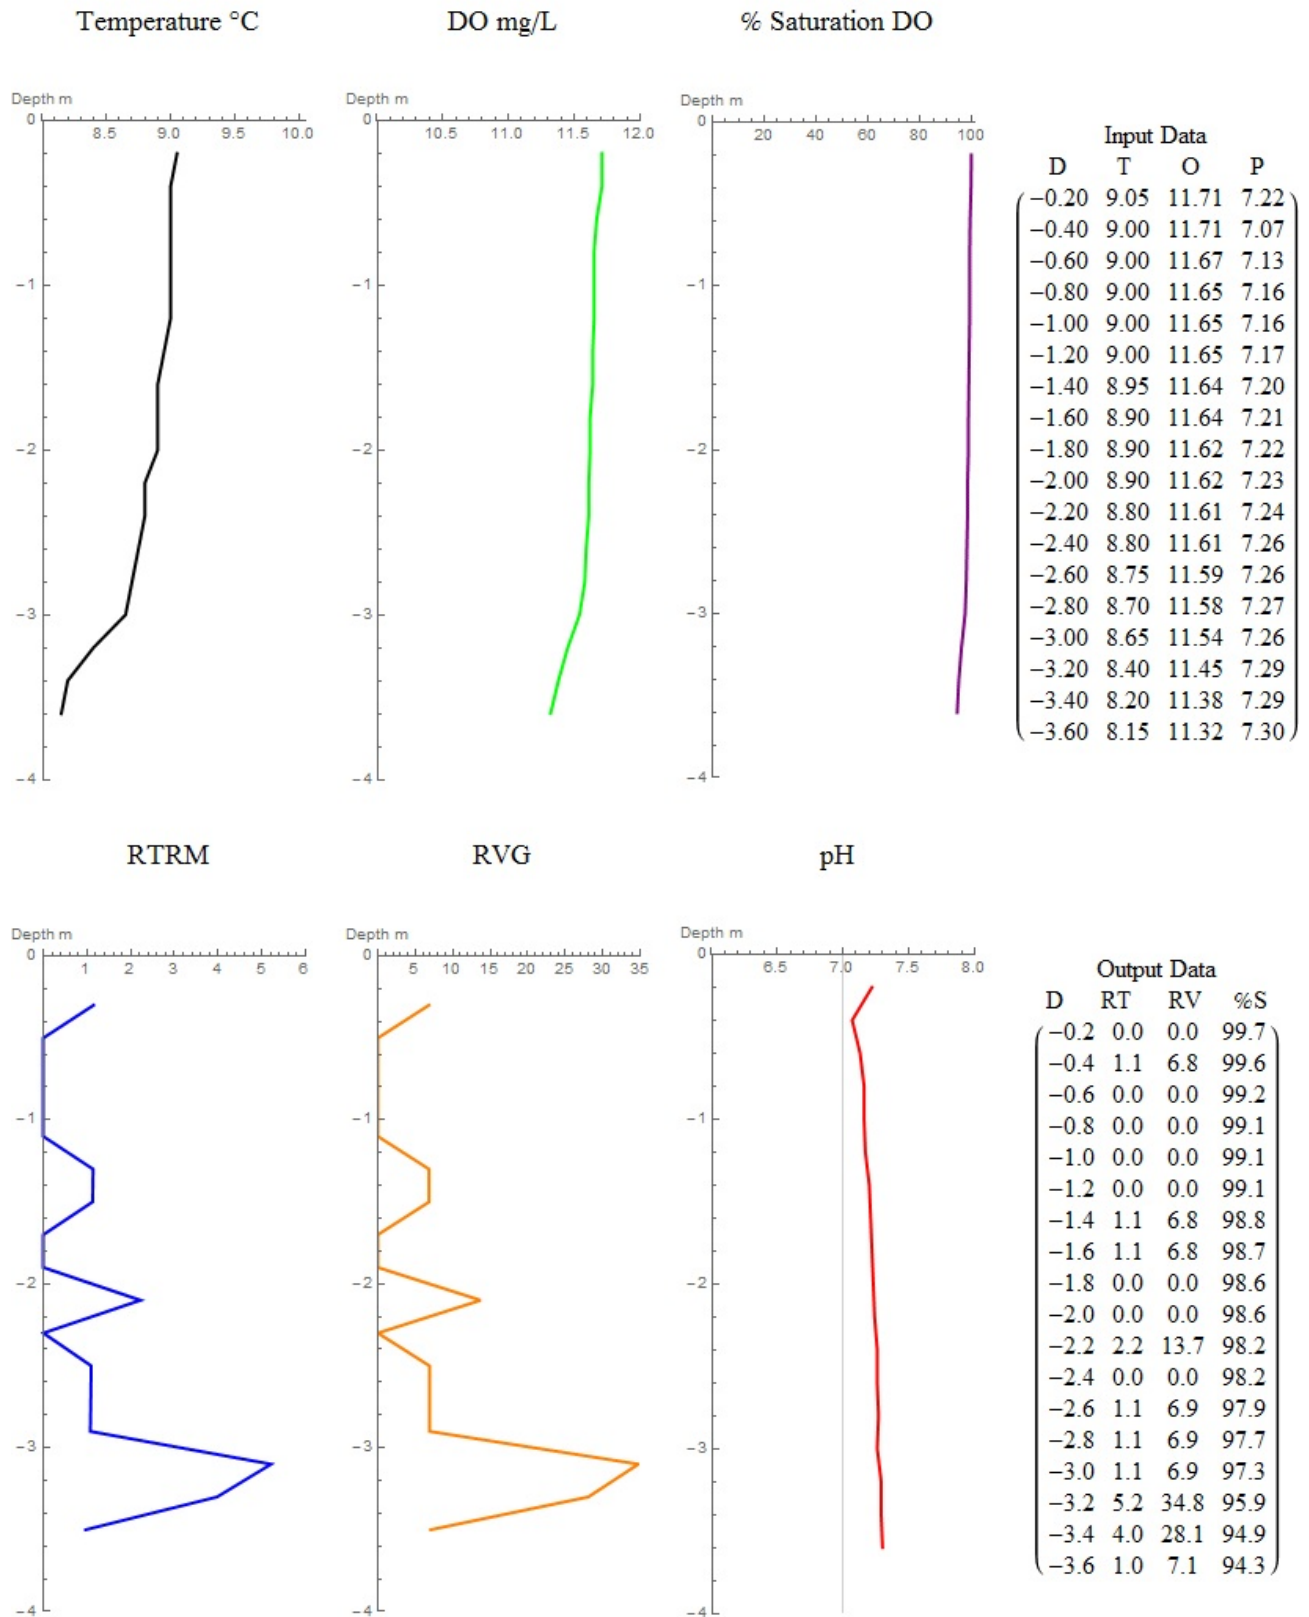 Temperature °C DO mg/L % Saturation DO
Depth m Depth m Depth m
0 8.5 9.0 9.5 10.0 0 10.5 11.0 11.5 12.0 0 20 40 60 80 100
−1 −1 −1
−2 −2 −2
−3 −3 −3
−4 −4 −4
Input Data
D T O P
−0.20 9.05 11.71 7.22
−0.40 9.00 11.71 7.07
−0.60 9.00 11.67 7.13
−0.80 9.00 11.65 7.16
−1.00 9.00 11.65 7.16
−1.20 9.00 11.65 7.17
−1.40 8.95 11.64 7.20
−1.60 8.90 11.64 7.21
−1.80 8.90 11.62 7.22
−2.00 8.90 11.62 7.23
−2.20 8.80 11.61 7.24
−2.40 8.80 11.61 7.26
−2.60 8.75 11.59 7.26
−2.80 8.70 11.58 7.27
−3.00 8.65 11.54 7.26
−3.20 8.40 11.45 7.29
−3.40 8.20 11.38 7.29
−3.60 8.15 11.32 7.30
RTRM RVG pH
Depth m Depth m Depth m
0 1 2 3 4 5 6 0 5 10 15 20 25 30 35 0 6.5 7.0 7.5 8.0
−1 −1 −1
−2 −2 −2
−3 −3 −3
−4 −4 −4
Output Data
D RT RV %S
−0.2 0.0 0.0 99.7
−0.4 1.1 6.8 99.6
−0.6 0.0 0.0 99.2
−0.8 0.0 0.0 99.1
−1.0 0.0 0.0 99.1
−1.2 0.0 0.0 99.1
−1.4 1.1 6.8 98.8
−1.6 1.1 6.8 98.7
−1.8 0.0 0.0 98.6
−2.0 0.0 0.0 98.6
−2.2 2.2 13.7 98.2
−2.4 0.0 0.0 98.2
−2.6 1.1 6.9 97.9
−2.8 1.1 6.9 97.7
−3.0 1.1 6.9 97.3
−3.2 5.2 34.8 95.9
−3.4 4.0 28.1 94.9
−3.6 1.0 7.1 94.3